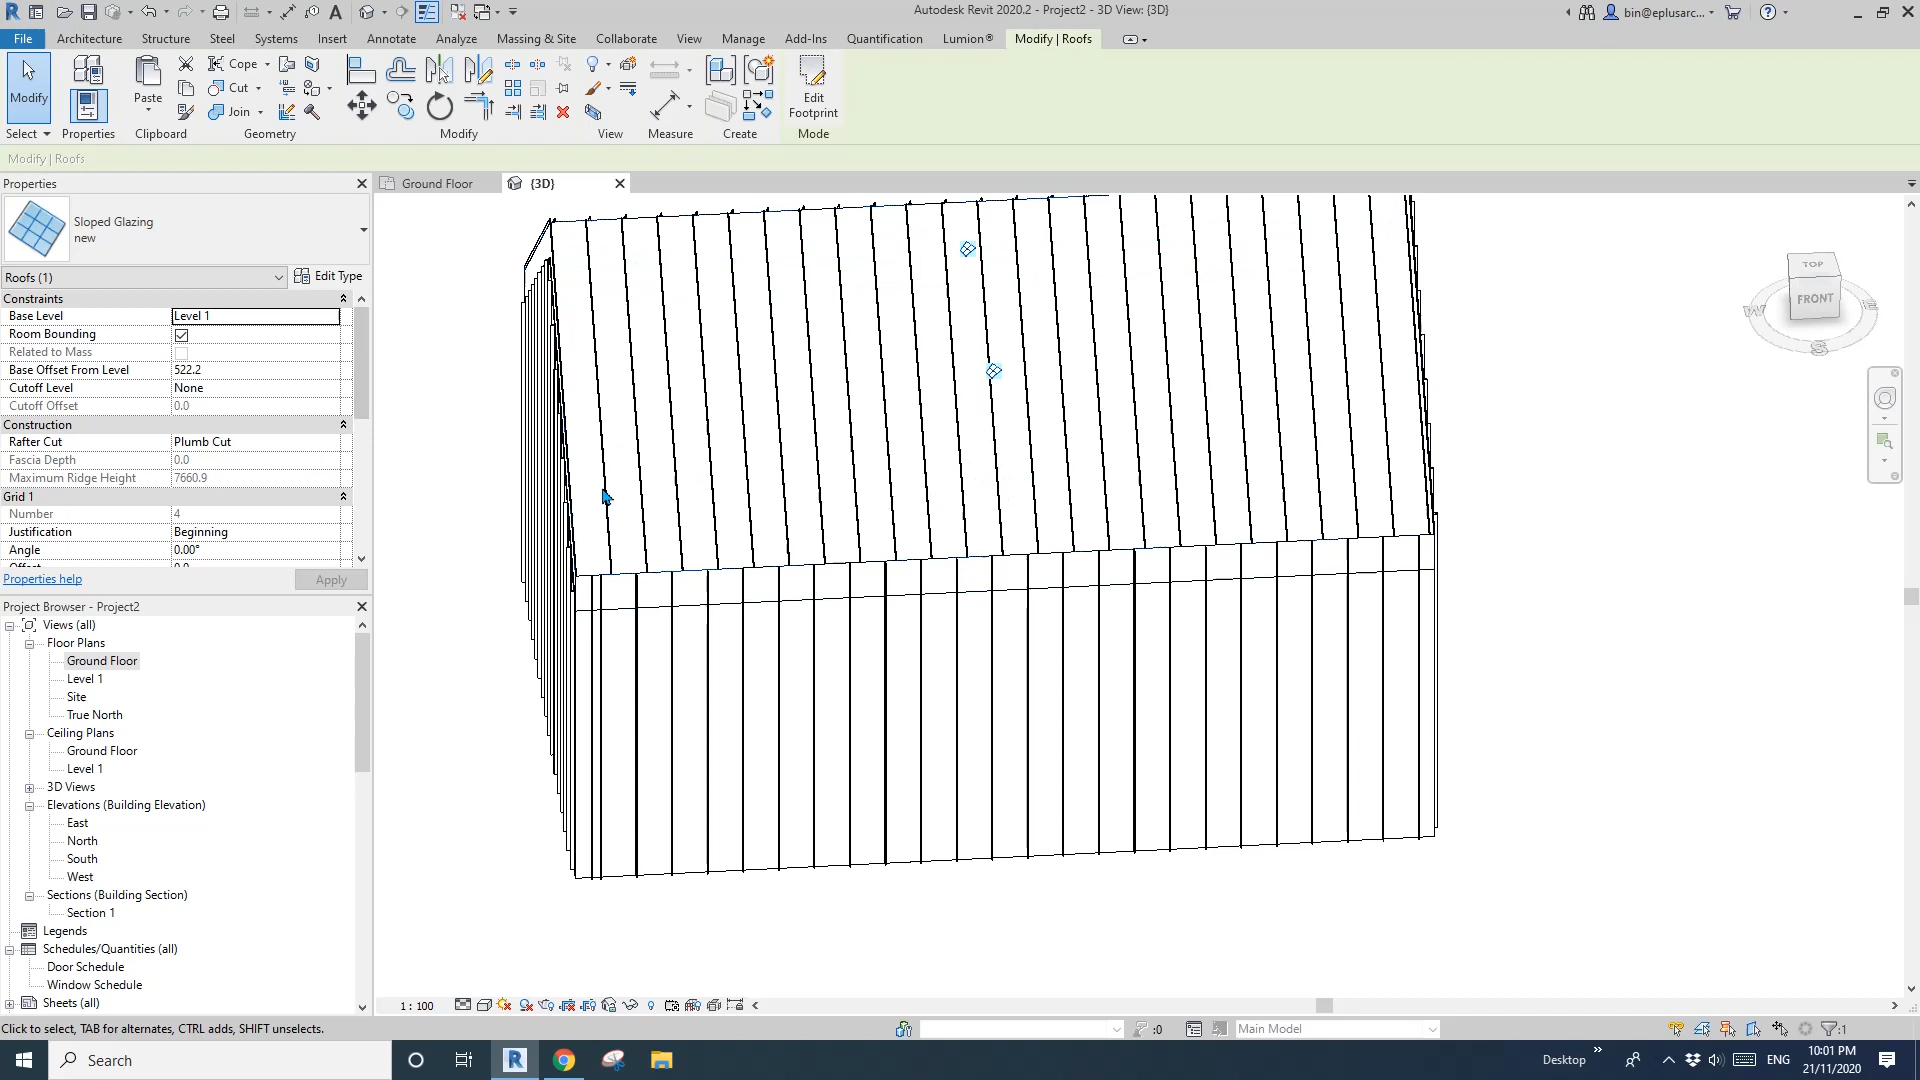 Autodesk Revit 2020.2 - Project2 - 3D View: {3D}
bin@eplusarc...
File Architecture Structure Steel Systems Insert Annotate Analyze Massing & Site Collaborate View Manage Add-Ins Quantification Lumion® Modify | Roofs
Modify
Paste
Cope
Cut
Join
Edit
Footprint
Select Properties Clipboard Geometry Modify View Measure Create Mode
Modify | Roofs
Properties
Ground Floor
{3D}
Sloped Glazing
new
Roofs (1)
Edit Type
Constraints
Base Level Level 1
Room Bounding
Related to Mass
Base Offset From Level 522.2
Cutoff Level None
Cutoff Offset 0.0
Construction
Rafter Cut Plumb Cut
Fascia Depth 0.0
Maximum Ridge Height 7660.9
Grid 1
Number 4
Justification Beginning
Angle 0.00°
Properties help
Apply
TOP
FRONT
W
E
S
Project Browser - Project2
Views (all)
Floor Plans
Ground Floor
Level 1
Site
True North
Ceiling Plans
Ground Floor
Level 1
3D Views
Elevations (Building Elevation)
East
North
South
West
Sections (Building Section)
Section 1
Legends
Schedules/Quantities (all)
Door Schedule
Window Schedule
Sheets (all)
1 : 100
Click to select, TAB for alternates, CTRL adds, SHIFT unselects.
:0
Main Model
:1
Search
Desktop
ENG
10:01 PM
21/11/2020